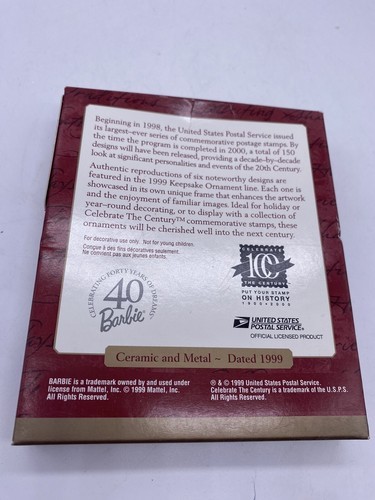 Beginning in 1998, the United States Postal Service issued
its largest–ever series of commemorative postage stamps. By
the time the program is completed in 2000, a total of 150
designs will have been released, providing a decade–by–decade
look at significant personalities and events of the 20th Century.
Authentic reproductions of six noteworthy designs are
featured in the 1999 Keepsake Ornament line. Each one is
showcased in its own unique frame that enhances the artwork
and the enjoyment of familiar images. Ideal for holiday or
year–round decorating, or to display with a collection of
Celebrate The Century™ commemorative stamps, these
ornaments will be cherished well into the next century.
For decorative use only. Not for young children.
Conçus à des fins décoratives seulement.
Ne convient pas aux jeunes enfants.
CELEBRATING FORTY YEARS OF DREAMS™
40
Barbie™
CELEBRATE
100
THE CENTURY
PUT YOUR STAMP
ON HISTORY
1900–2000
UNITED STATES
POSTAL SERVICE®
OFFICIAL LICENSED PRODUCT
Ceramic and Metal ~ Dated 1999
BARBIE is a trademark owned by and used under
license from Mattel, Inc. © 1999 Mattel, Inc.
All Rights Reserved.
® & © 1999 United States Postal Service.
Celebrate The Century is a trademark of the U.S.P.S.
All Rights Reserved.